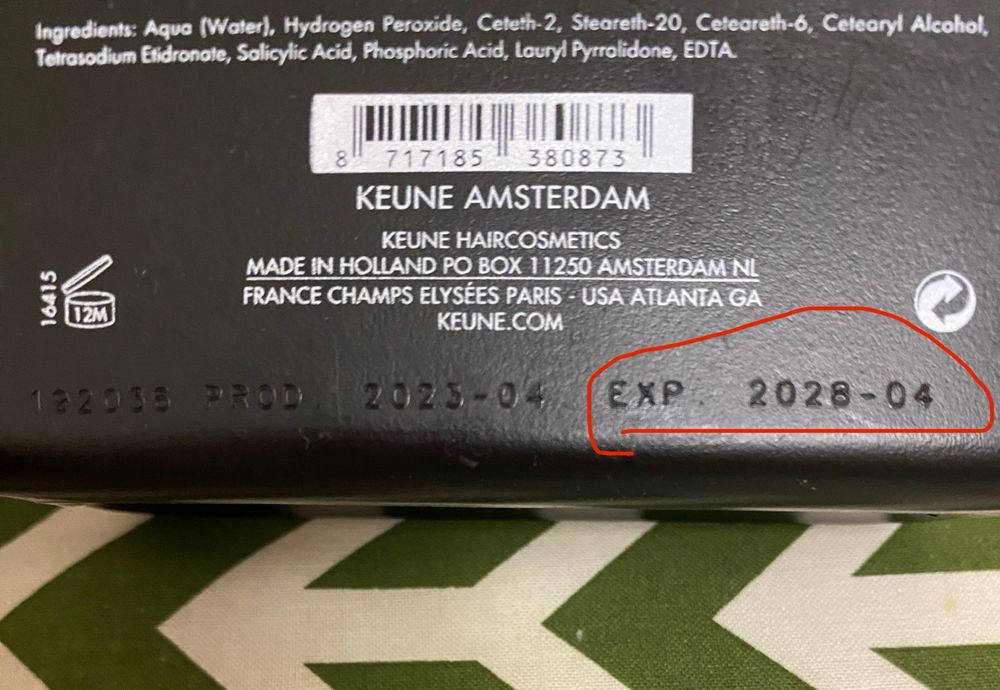 Ingredients: Aqua (Water), Hydrogen Peroxide, Ceteth-2, Steareth-20, Ceteareth-6, Cetearyl Alcohol,
Tetrasodium Etidronate, Salicylic Acid, Phosphoric Acid, Lauryl Pyrrolidone, EDTA.
8 717185 380873
KEUNE AMSTERDAM
KEUNE HAIRCOSMETICS
MADE IN HOLLAND PO BOX 11250 AMSTERDAM NL
FRANCE CHAMPS ELYSÉES PARIS - USA ATLANTA GA
KEUNE.COM
16415
12M
192038 PROD. 2023-04 EXP. 2028-04